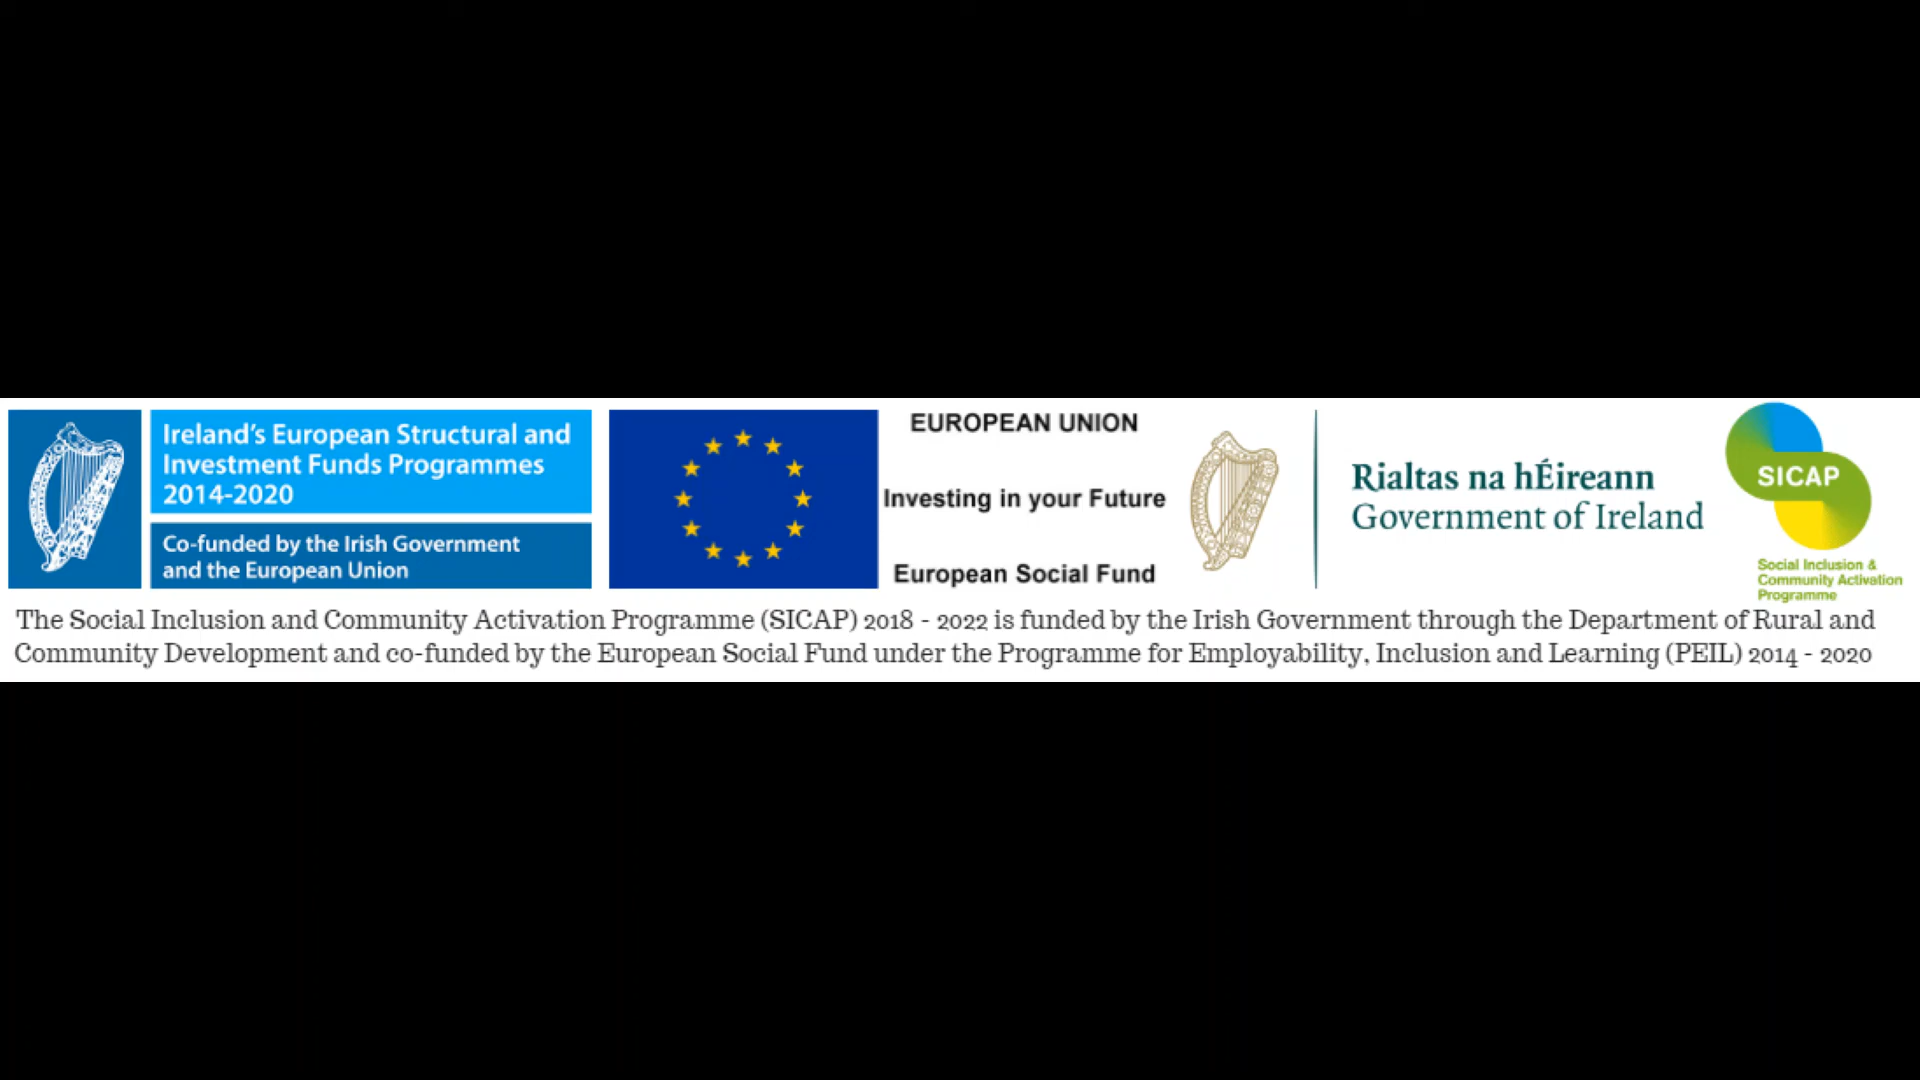 Ireland's European Structural and
Investment Funds Programmes
2014-2020
Co-funded by the Irish Government
and the European Union
EUROPEAN UNION
Investing in your Future
European Social Fund
Rialtas na hÉireann
Government of Ireland
SICAP
Social Inclusion &
Community Activation
Programme
The Social Inclusion and Community Activation Programme (SICAP) 2018 - 2022 is funded by the Irish Government through the Department of Rural and
Community Development and co-funded by the European Social Fund under the Programme for Employability, Inclusion and Learning (PEIL) 2014 - 2020